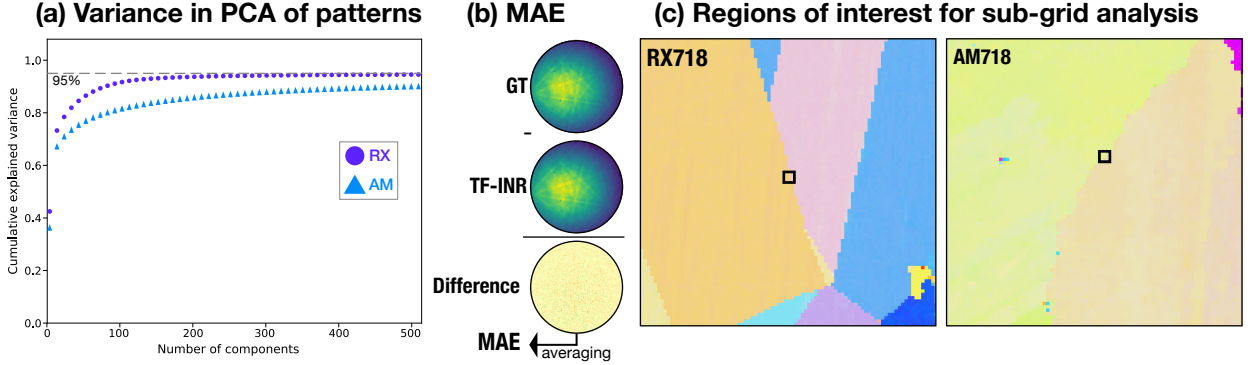 (a) Variance in PCA of patterns
Cumulative explained variance
1.0
0.8
0.6
0.4
0.2
0.0
95%
RX
AM
0
100
200
300
400
500
Number of components
(b) MAE
GT
–
TF-INR
Difference
MAE
averaging
(c) Regions of interest for sub-grid analysis
RX718
AM718